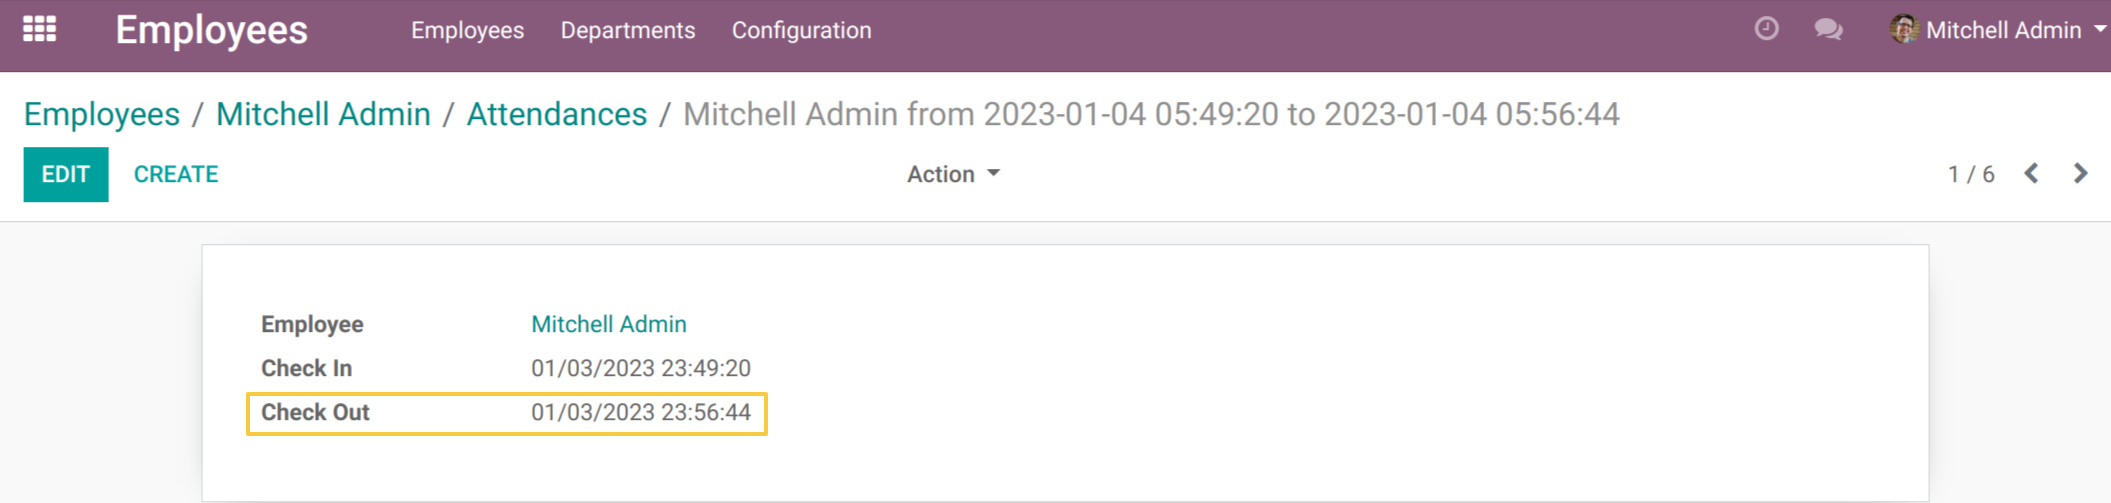 Employees Employees Departments Configuration Mitchell Admin
Employees / Mitchell Admin / Attendances / Mitchell Admin from 2023-01-04 05:49:20 to 2023-01-04 05:56:44
EDIT CREATE Action 1 / 6
Employee Mitchell Admin
Check In 01/03/2023 23:49:20
Check Out 01/03/2023 23:56:44